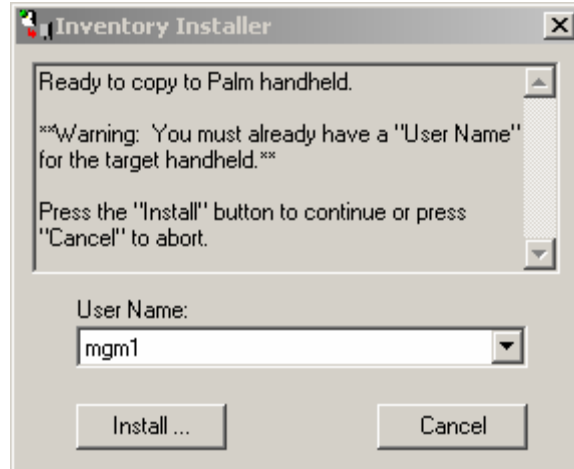 Inventory Installer
Ready to copy to Palm handheld.
**Warning:  You must already have a "User Name"
for the target handheld.**
Press the "Install" button to continue or press
"Cancel" to abort.
User Name:
mgm1
Install ...
Cancel